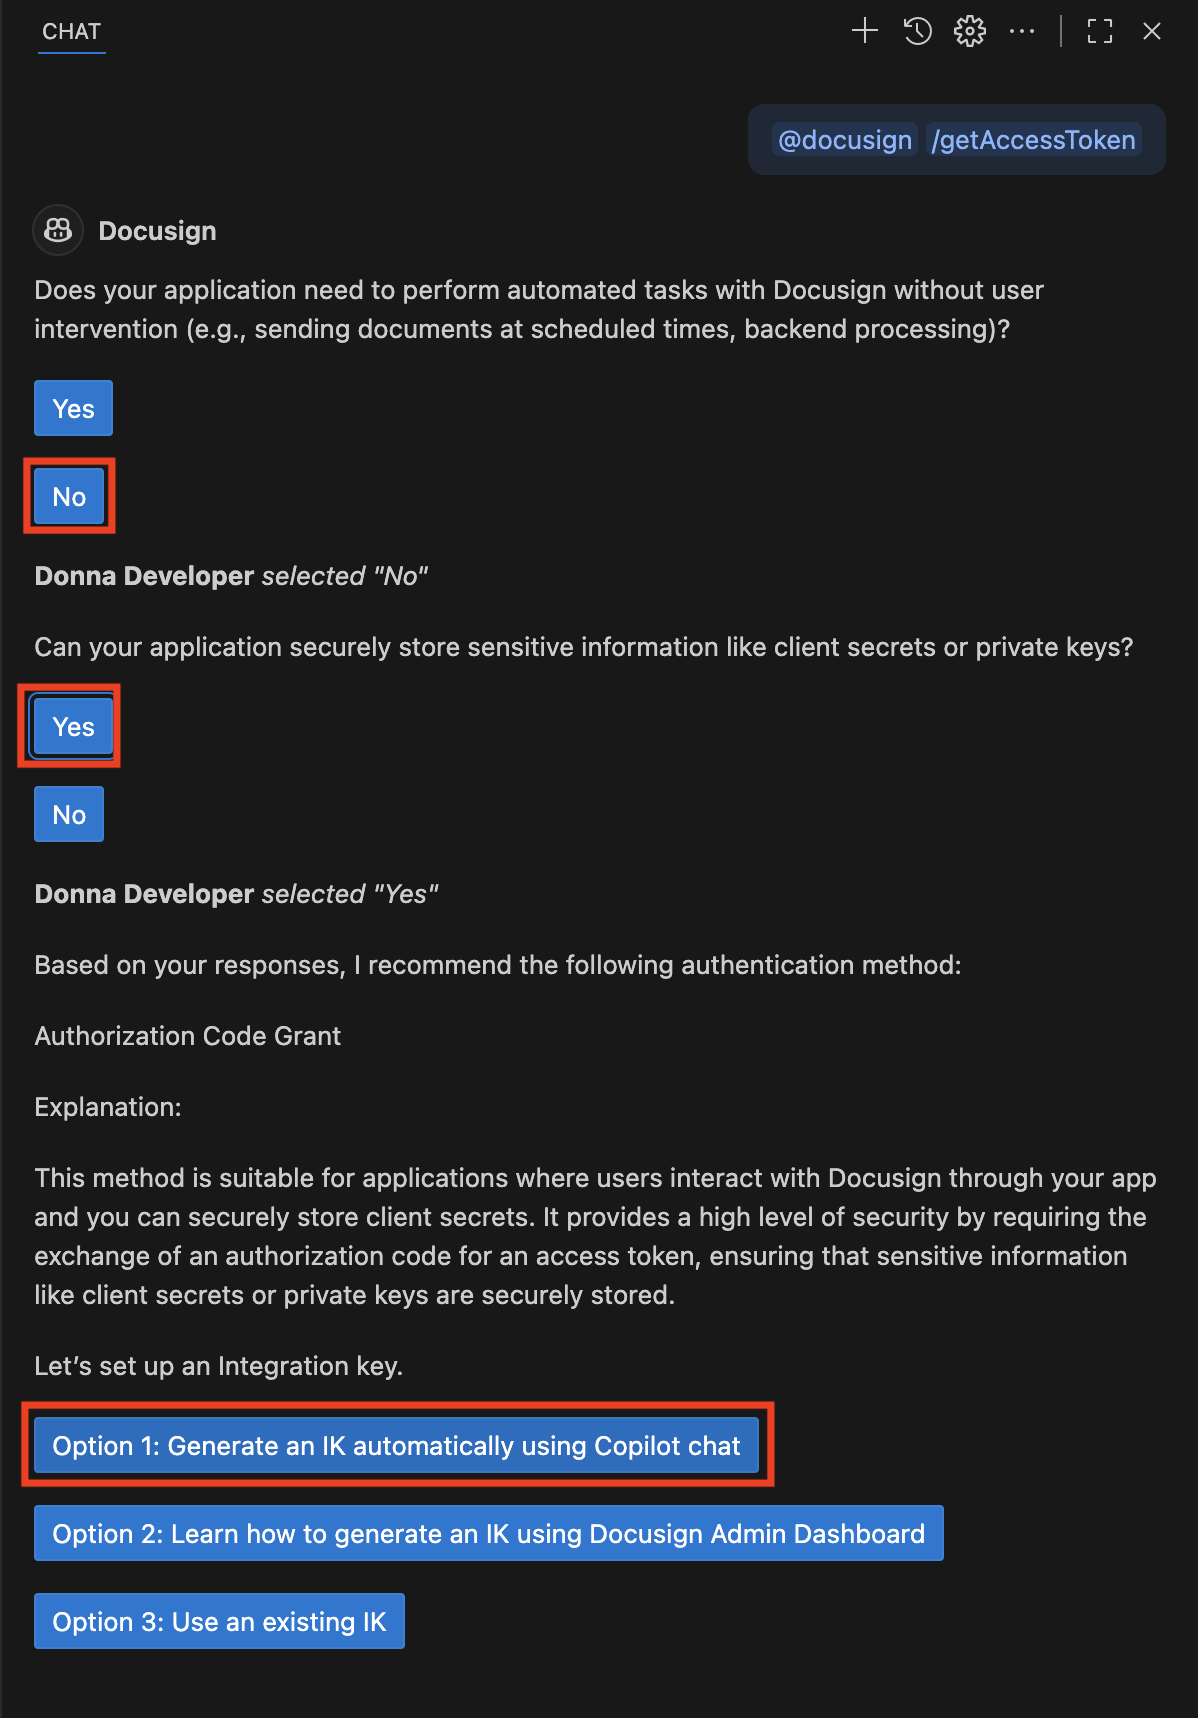 CHAT
@docusign /getAccessToken
Docusign
Does your application need to perform automated tasks with Docusign without user
intervention (e.g., sending documents at scheduled times, backend processing)?
Yes
No
Donna Developer selected "No"
Can your application securely store sensitive information like client secrets or private keys?
Yes
No
Donna Developer selected "Yes"
Based on your responses, I recommend the following authentication method:
Authorization Code Grant
Explanation:
This method is suitable for applications where users interact with Docusign through your app
and you can securely store client secrets. It provides a high level of security by requiring the
exchange of an authorization code for an access token, ensuring that sensitive information
like client secrets or private keys are securely stored.
Let’s set up an Integration key.
Option 1: Generate an IK automatically using Copilot chat
Option 2: Learn how to generate an IK using Docusign Admin Dashboard
Option 3: Use an existing IK